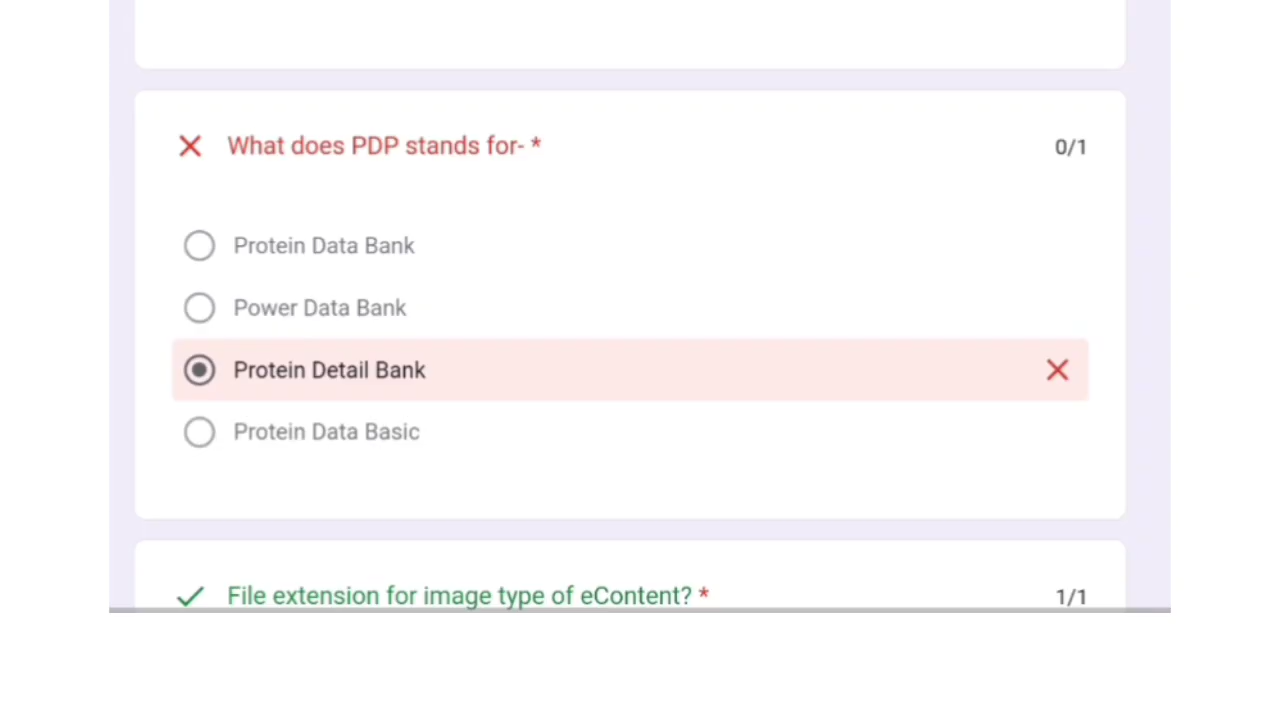 What does PDP stands for- *
0/1
Protein Data Bank
Power Data Bank
Protein Detail Bank
Protein Data Basic
File extension for image type of eContent? *
1/1